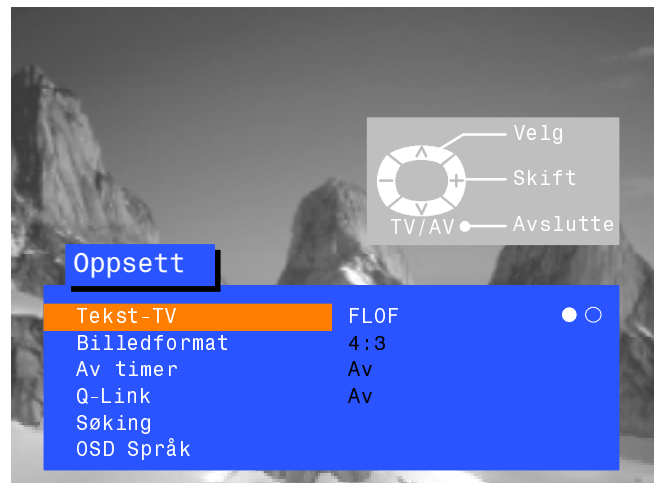 Velg
Skift
TV/AV Avslutte
Oppsett
Tekst-TV FLOF
Billedformat 4:3
Av timer Av
Q-Link Av
Søking
OSD Språk